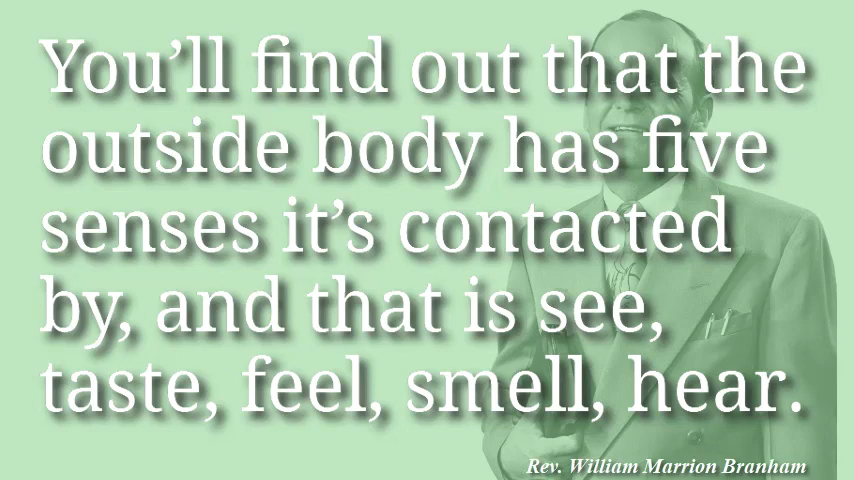 You’ll find out that the
outside body has five
senses it’s contacted
by, and that is see,
taste, feel, smell, hear.
Rev. William Marrion Branham